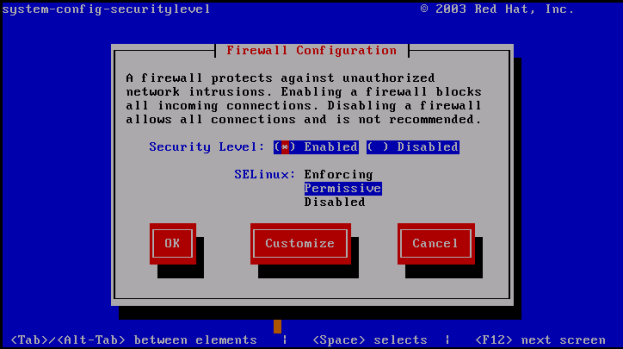 system-config-securitylevel © 2003 Red Hat, Inc.
Firewall Configuration
A firewall protects against unauthorized
network intrusions. Enabling a firewall blocks
all incoming connections. Disabling a firewall
allows all connections and is not recommended.
Security Level: (*) Enabled ( ) Disabled
SELinux: Enforcing
Permissive
Disabled
OK Customize Cancel
<Tab>/<Alt-Tab> between elements | <Space> selects | <F12> next screen